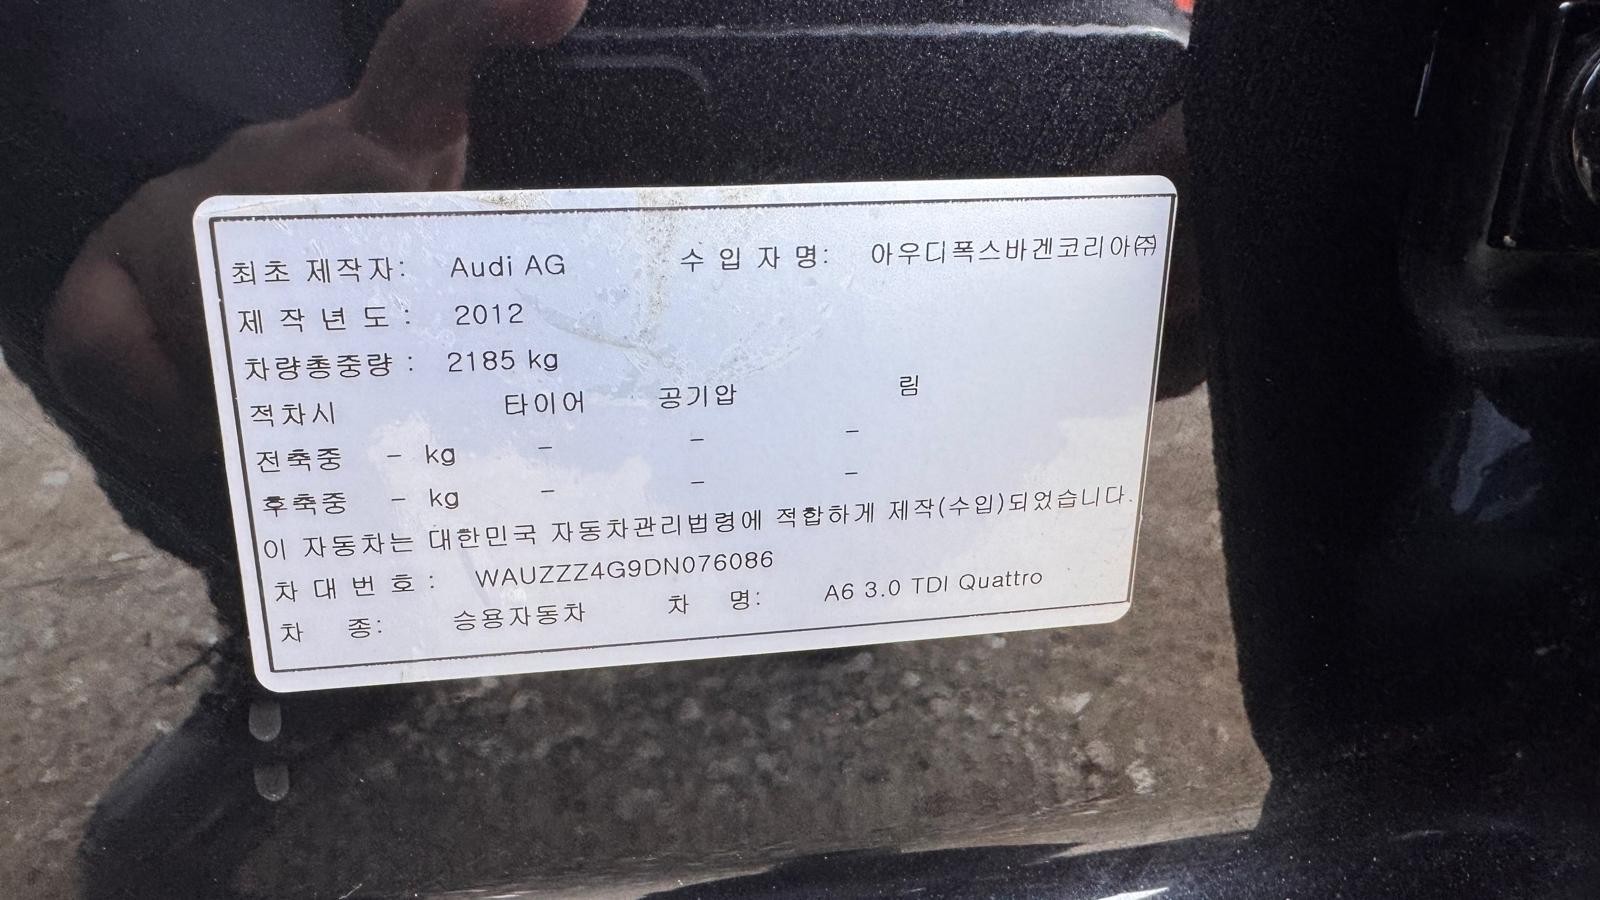 최초 제작자: Audi AG 수 입 자 명: 아우디폭스바겐코리아㈜
제 작 년 도 : 2012
차량총중량 : 2185 kg
적차시 타이어 공기압 림
전축중 - kg - - -
후축중 - kg - - -
이 자동차는 대한민국 자동차관리법령에 적합하게 제작(수입)되었습니다.
차 대 번 호 : WAUZZZ4G9DN076086
차 종: 승용자동차 차 명: A6 3.0 TDI Quattro